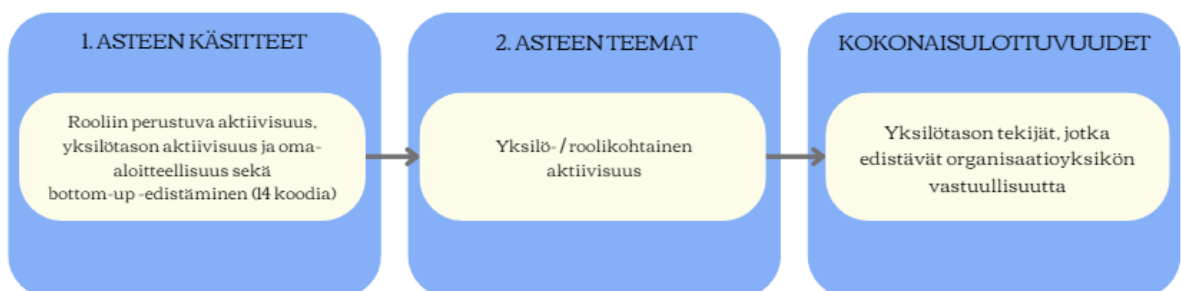 1. ASTEEN KÄSITTEET
Rooliin perustuva aktiivisuus,
yksilötason aktiivisuus ja oma-
aloitteellisuus sekä
bottom-up -edistäminen (14 koodia)
2. ASTEEN TEEMAT
Yksilö- / roolikohtainen
aktiivisuus
KOKONAISULOTTUVUUDET
Yksilötason tekijät, jotka
edistävät organisaatioyksikön
vastuullisuutta